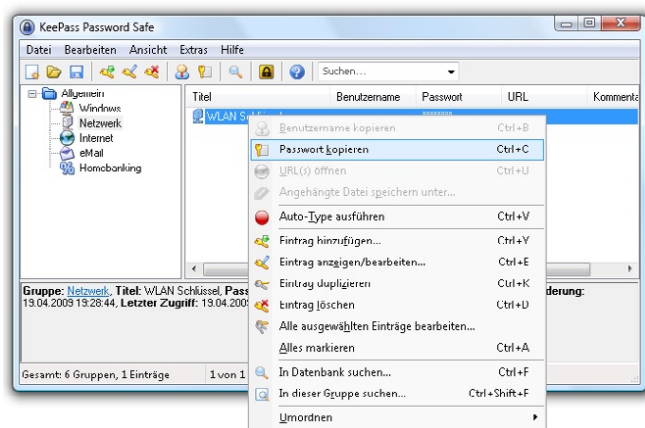 KeePass Password Safe
Datei Bearbeiten Ansicht Extras Hilfe
Suchen...
Allgemein
Windows
Netzwerk
Internet
eMail
Homebanking
Titel Benutzername Passwort URL Kommenta
WLAN Schlüssel ********
Benutzername kopieren Ctrl+B
Passwort kopieren Ctrl+C
URL(s) öffnen Ctrl+U
Angehängte Datei speichern unter...
Auto-Type ausführen Ctrl+V
Eintrag hinzufügen... Ctrl+Y
Eintrag anzeigen/bearbeiten... Ctrl+E
Eintrag duplizieren Ctrl+K
Eintrag löschen Ctrl+D
Alle ausgewählten Einträge bearbeiten...
Alles markieren Ctrl+A
In Datenbank suchen... Ctrl+F
In dieser Gruppe suchen... Ctrl+Shift+F
Umordnen
Gruppe: Netzwerk, Titel: WLAN Schlüssel, Pass derung:
19.04.2009 19:28:44, Letzter Zugriff: 19.04.200
Gesamt: 6 Gruppen, 1 Einträge 1 von 1